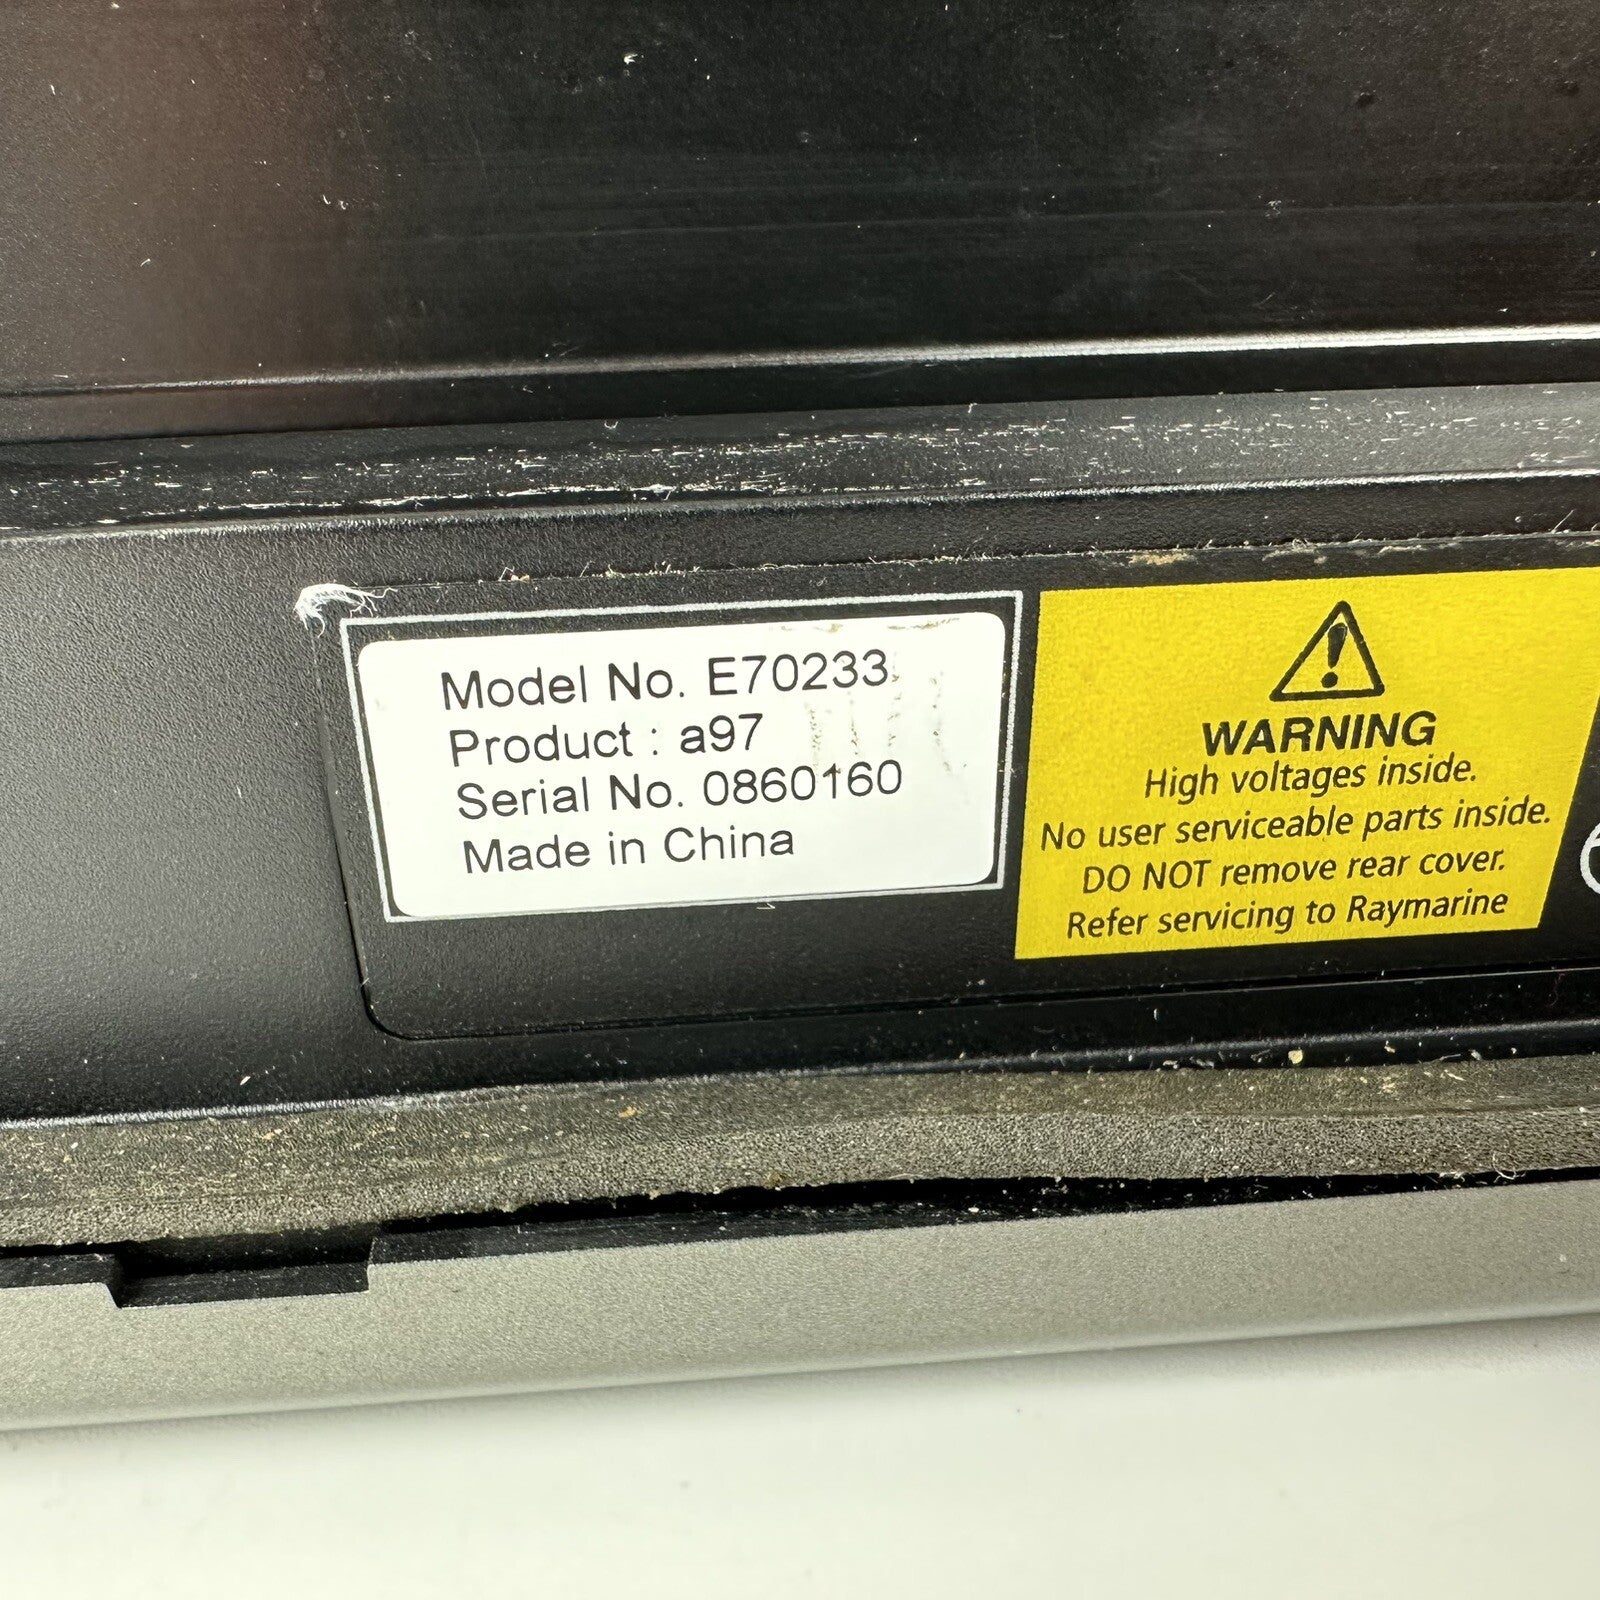 Model No. E70233
Product : a97
Serial No. 0860160
Made in China
WARNING
High voltages inside.
No user serviceable parts inside.
DO NOT remove rear cover.
Refer servicing to Raymarine